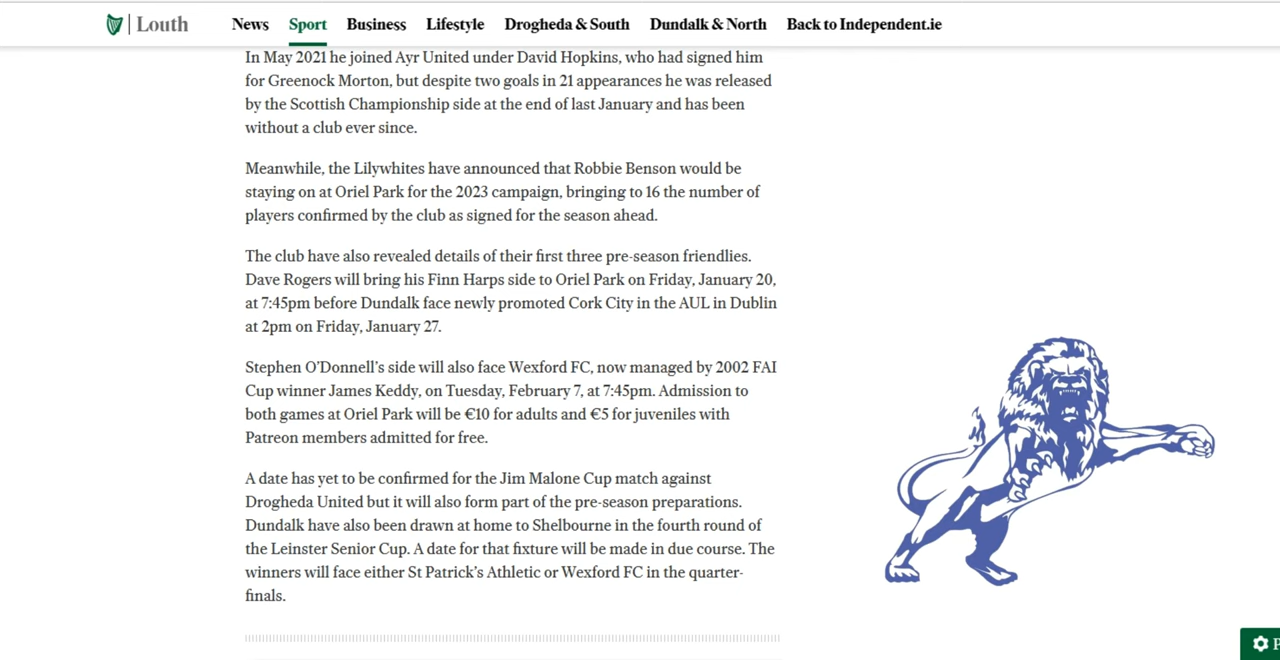 Louth
News Sport Business Lifestyle Drogheda & South Dundalk & North Back to Independent.ie
In May 2021 he joined Ayr United under David Hopkins, who had signed him
for Greenock Morton, but despite two goals in 21 appearances he was released
by the Scottish Championship side at the end of last January and has been
without a club ever since.
Meanwhile, the Lilywhites have announced that Robbie Benson would be
staying on at Oriel Park for the 2023 campaign, bringing to 16 the number of
players confirmed by the club as signed for the season ahead.
The club have also revealed details of their first three pre-season friendlies.
Dave Rogers will bring his Finn Harps side to Oriel Park on Friday, January 20,
at 7:45pm before Dundalk face newly promoted Cork City in the AUL in Dublin
at 2pm on Friday, January 27.
Stephen O’Donnell’s side will also face Wexford FC, now managed by 2002 FAI
Cup winner James Keddy, on Tuesday, February 7, at 7:45pm. Admission to
both games at Oriel Park will be €10 for adults and €5 for juveniles with
Patreon members admitted for free.
A date has yet to be confirmed for the Jim Malone Cup match against
Drogheda United but it will also form part of the pre-season preparations.
Dundalk have also been drawn at home to Shelbourne in the fourth round of
the Leinster Senior Cup. A date for that fixture will be made in due course. The
winners will face either St Patrick’s Athletic or Wexford FC in the quarter-
finals.